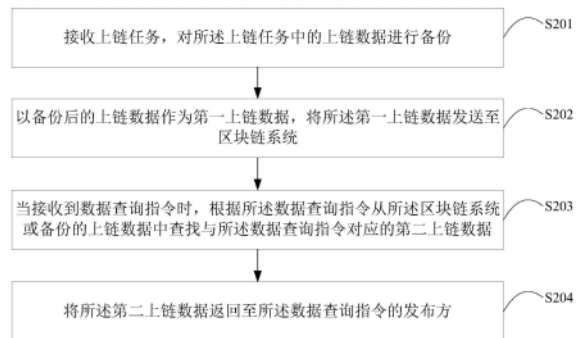 接收上链任务，对所述上链任务中的上链数据进行备份
S201
以备份后的上链数据作为第一上链数据，将所述第一上链数据发送至
区块链系统
S202
当接收到数据查询指令时，根据所述数据查询指令从所述区块链系统
或备份的上链数据中查找与所述数据查询指令对应的第二上链数据
S203
将所述第二上链数据返回至所述数据查询指令的发布方
S204